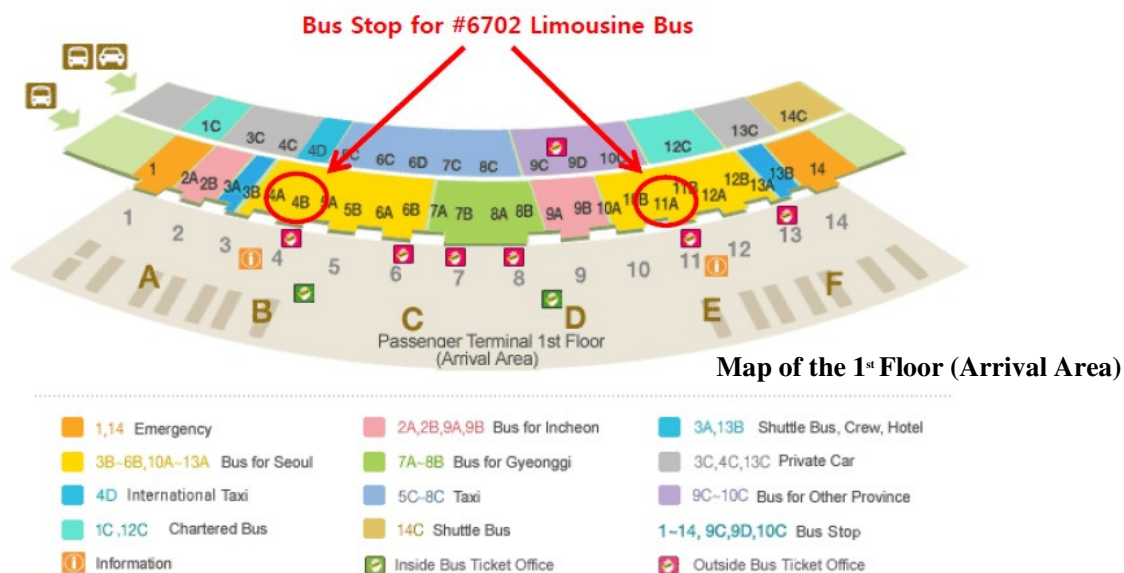 Bus Stop for #6702 Limousine Bus
1C 3C 4C 4D 5C 6C 6D 7C 8C 9C 9D 10C 12C 13C 14C
1 2A 2B 3A 3B 4A 4B 5A 5B 6A 6B 7A 7B 8A 8B 9A 9B 10A 10B 11A 11B 12A 12B 13A 13B 14
1 2 3 4 5 6 7 8 9 10 11 12 13 14
A B C D E F
Passenger Terminal 1st Floor
(Arrival Area)
Map of the 1st Floor (Arrival Area)
1,14 Emergency
2A,2B,9A,9B Bus for Incheon
3A,13B Shuttle Bus, Crew, Hotel
3B~6B,10A~13A Bus for Seoul
7A~8B Bus for Gyeonggi
3C,4C,13C Private Car
4D International Taxi
5C~8C Taxi
9C~10C Bus for Other Province
1C ,12C Chartered Bus
14C Shuttle Bus
1~14, 9C,9D,10C Bus Stop
Information
Inside Bus Ticket Office
Outside Bus Ticket Office